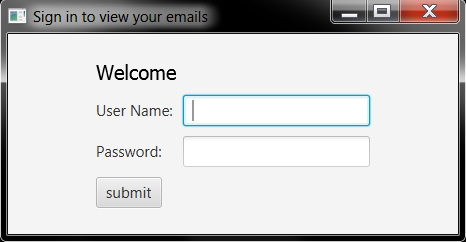 Sign in to view your emails
Welcome
User Name:
Password:
submit